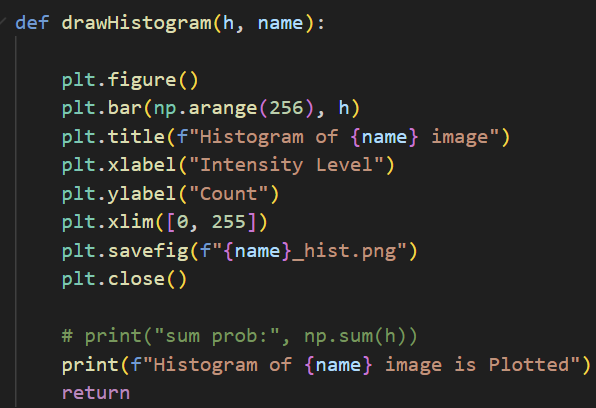 def drawHistogram(h, name):
plt.figure()
plt.bar(np.arange(256), h)
plt.title(f"Histogram of {name} image")
plt.xlabel("Intensity Level")
plt.ylabel("Count")
plt.xlim([0, 255])
plt.savefig(f"{name}_hist.png")
plt.close()
# print("sum prob:", np.sum(h))
print(f"Histogram of {name} image is Plotted")
return